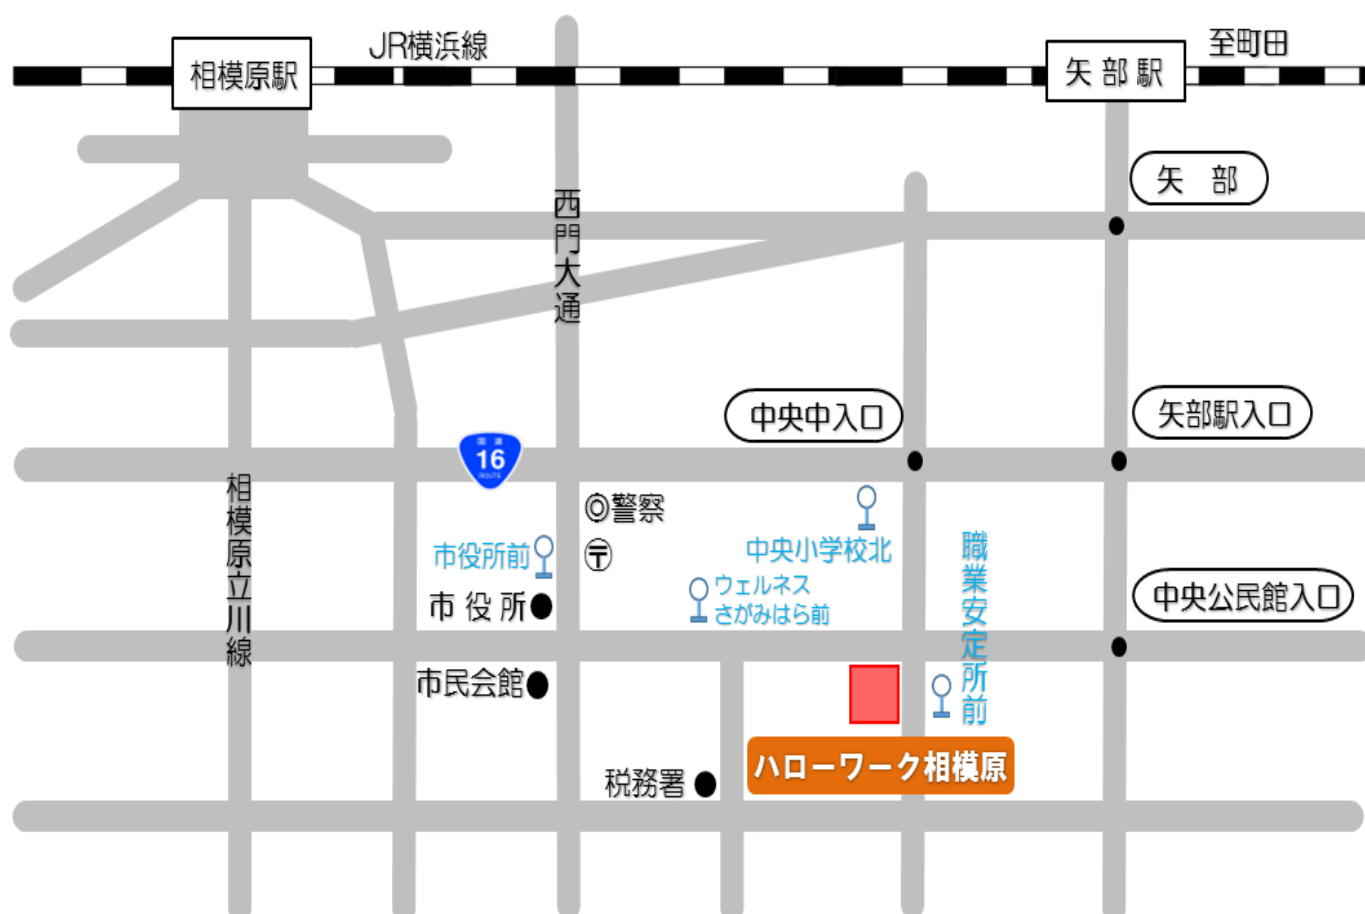 JR横浜線
至町田
相模原駅
矢部駅
矢 部
西門大通
中央中入口
矢部駅入口
国道
16
ROUTE
相模原立川線
◎警察
〒
市役所前
中央小学校北
職業安定所前
ウェルネス
さがみはら前
市役所
中央公民館入口
市民会館
ハローワーク相模原
税務署